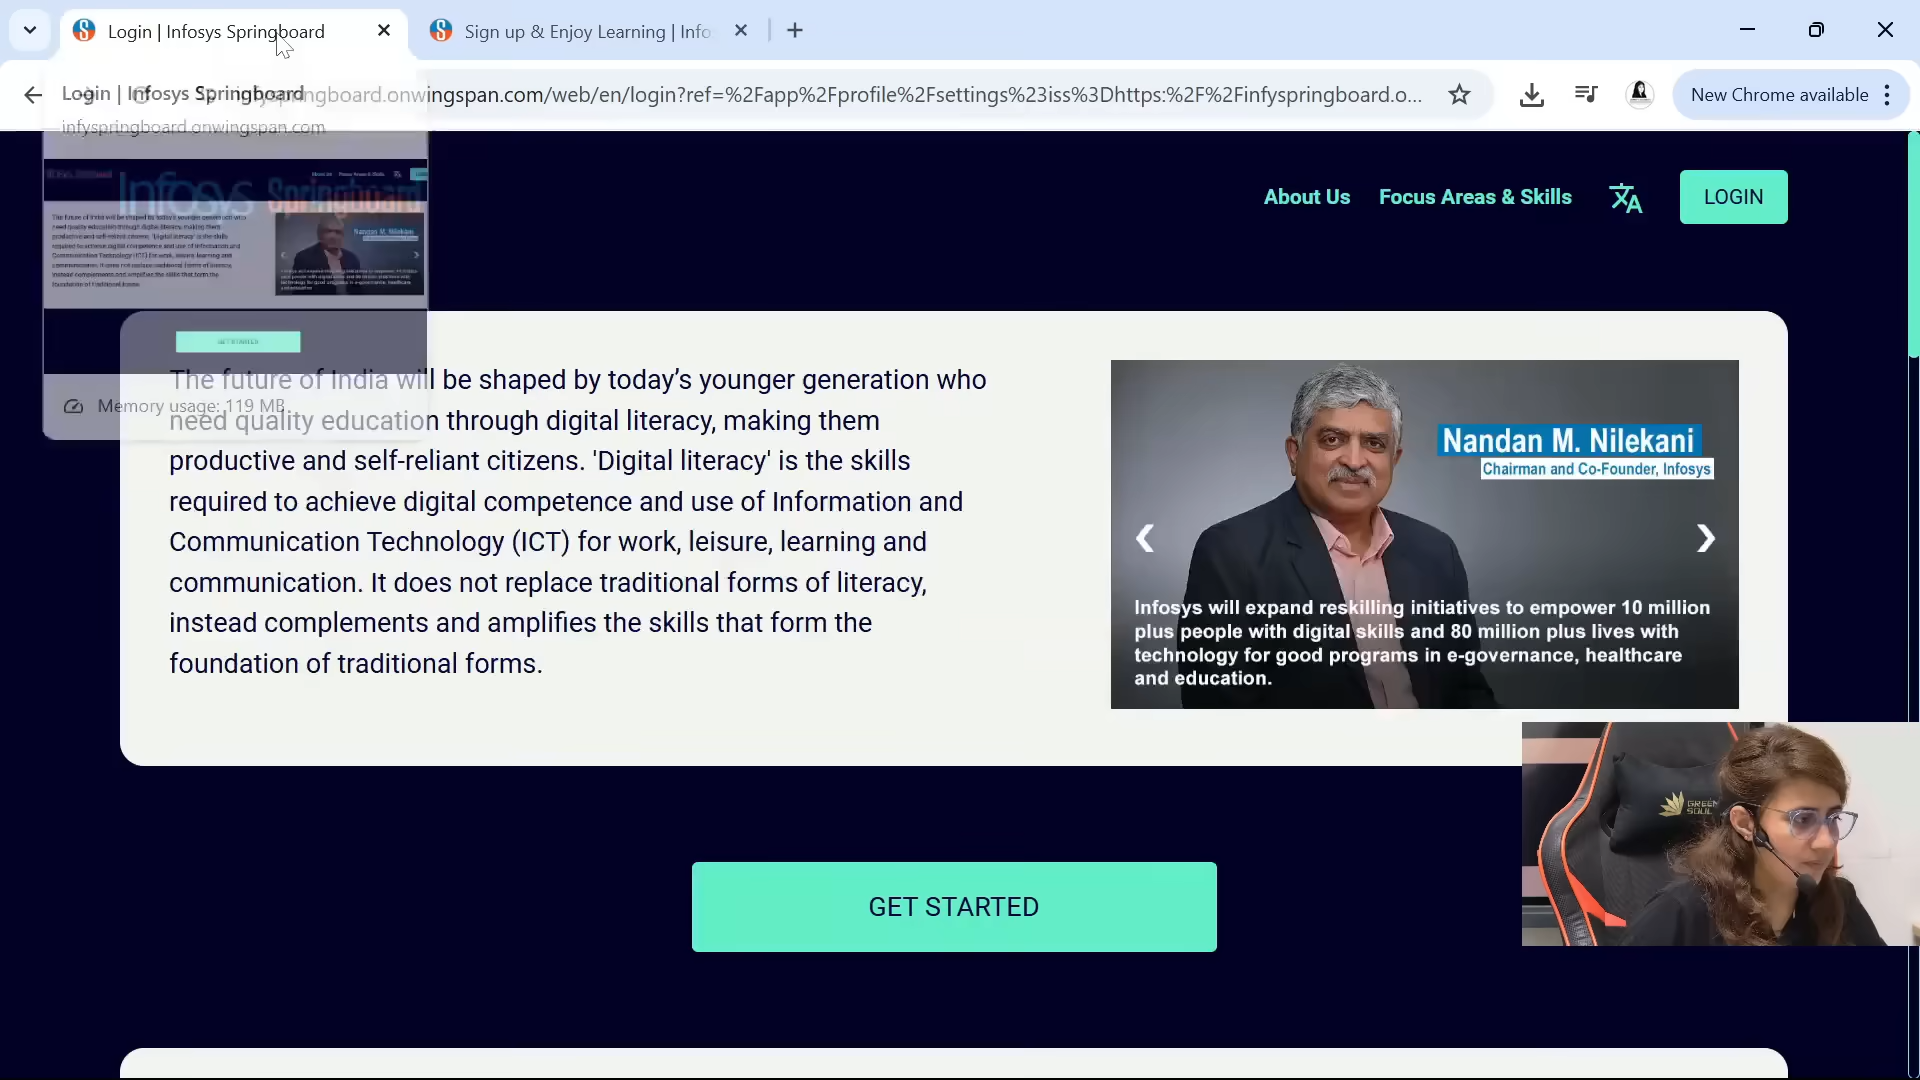 Login | Infosys Springboard
Sign up & Enjoy Learning | Info
Login | Infosys Springboard
infyspringboard.onwingspan.com
springboard.onwingspan.com/web/en/login?ref=%2Fapp%2Fprofile%2Fsettings%23iss%3Dhttps:%2F%2Finfyspringboard.o...
New Chrome available
Infosys Springboard
About Us
Focus Areas & Skills
LOGIN
GET STARTED
Memory usage: 119 MB
The future of India will be shaped by today’s younger generation who
need quality education through digital literacy, making them
productive and self-reliant citizens. 'Digital literacy' is the skills
required to achieve digital competence and use of Information and
Communication Technology (ICT) for work, leisure, learning and
communication. It does not replace traditional forms of literacy,
instead complements and amplifies the skills that form the
foundation of traditional forms.
Nandan M. Nilekani
Chairman and Co-Founder, Infosys
Infosys will expand reskilling initiatives to empower 10 million
plus people with digital skills and 80 million plus lives with
technology for good programs in e-governance, healthcare
and education.
GET STARTED
GREEN
SOUL